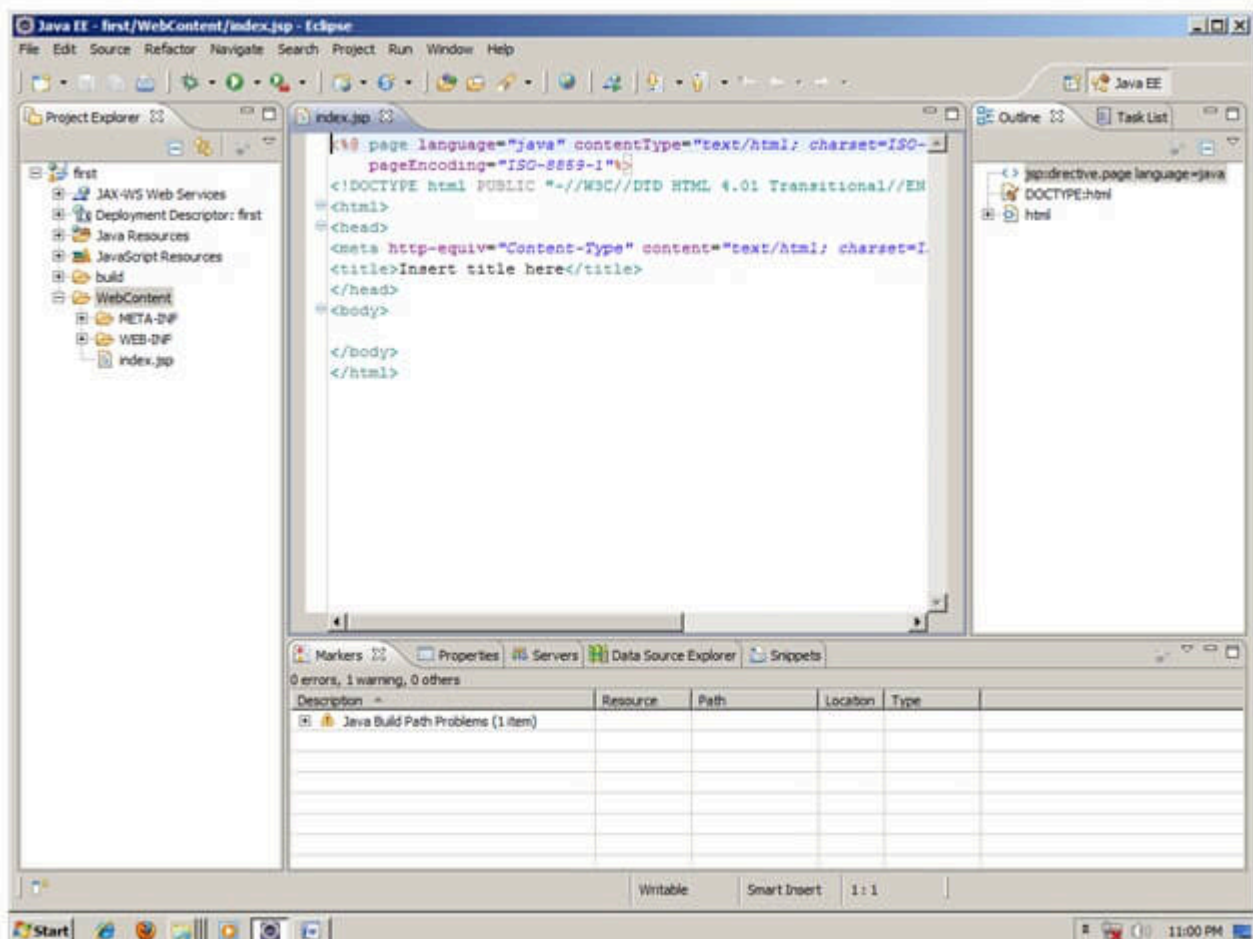 Java EE - first/WebContent/index.jsp - Eclipse
File Edit Source Refactor Navigate Search Project Run Window Help
Java EE
Project Explorer
first
JAX-WS Web Services
Deployment Descriptor: first
Java Resources
JavaScript Resources
build
WebContent
META-INF
WEB-INF
index.jsp
index.jsp
<%@ page language="java" contentType="text/html; charset=ISO-
pageEncoding="ISO-8859-1"%>
<!DOCTYPE html PUBLIC "-//W3C//DTD HTML 4.01 Transitional//EN
<html>
<head>
<meta http-equiv="Content-Type" content="text/html; charset=I
<title>Insert title here</title>
</head>
<body>
</body>
</html>
Outline Task List
jsp:directive.page language=java
DOCTYPE:html
html
Markers Properties Servers Data Source Explorer Snippets
0 errors, 1 warning, 0 others
Description Resource Path Location Type
Java Build Path Problems (1 item)
Writable Smart Insert 1 : 1
Start 11:00 PM